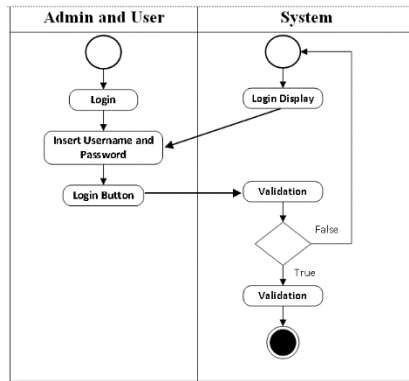 Admin and User
System
Login
Login Display
Insert Username and
Password
Login Button
Validation
False
True
Validation